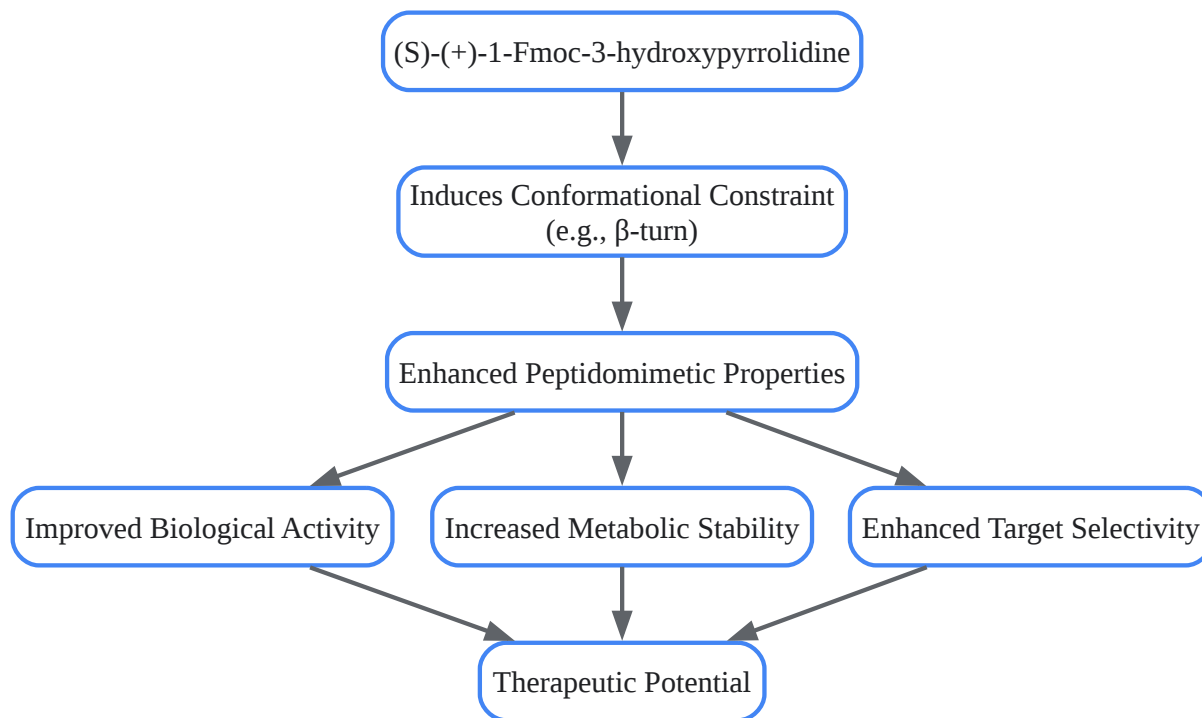 (S)-(+)-1-Fmoc-3-hydroxypyrrolidine
Induces Conformational Constraint
(e.g., β-turn)
Enhanced Peptidomimetic Properties
Improved Biological Activity
Increased Metabolic Stability
Enhanced Target Selectivity
Therapeutic Potential